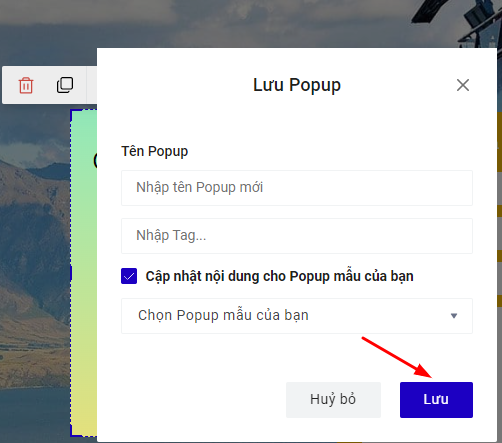 Lưu Popup
Tên Popup
Nhập tên Popup mới
Nhập Tag...
Cập nhật nội dung cho Popup mẫu của bạn
Chọn Popup mẫu của bạn
Huỷ bỏ
Lưu